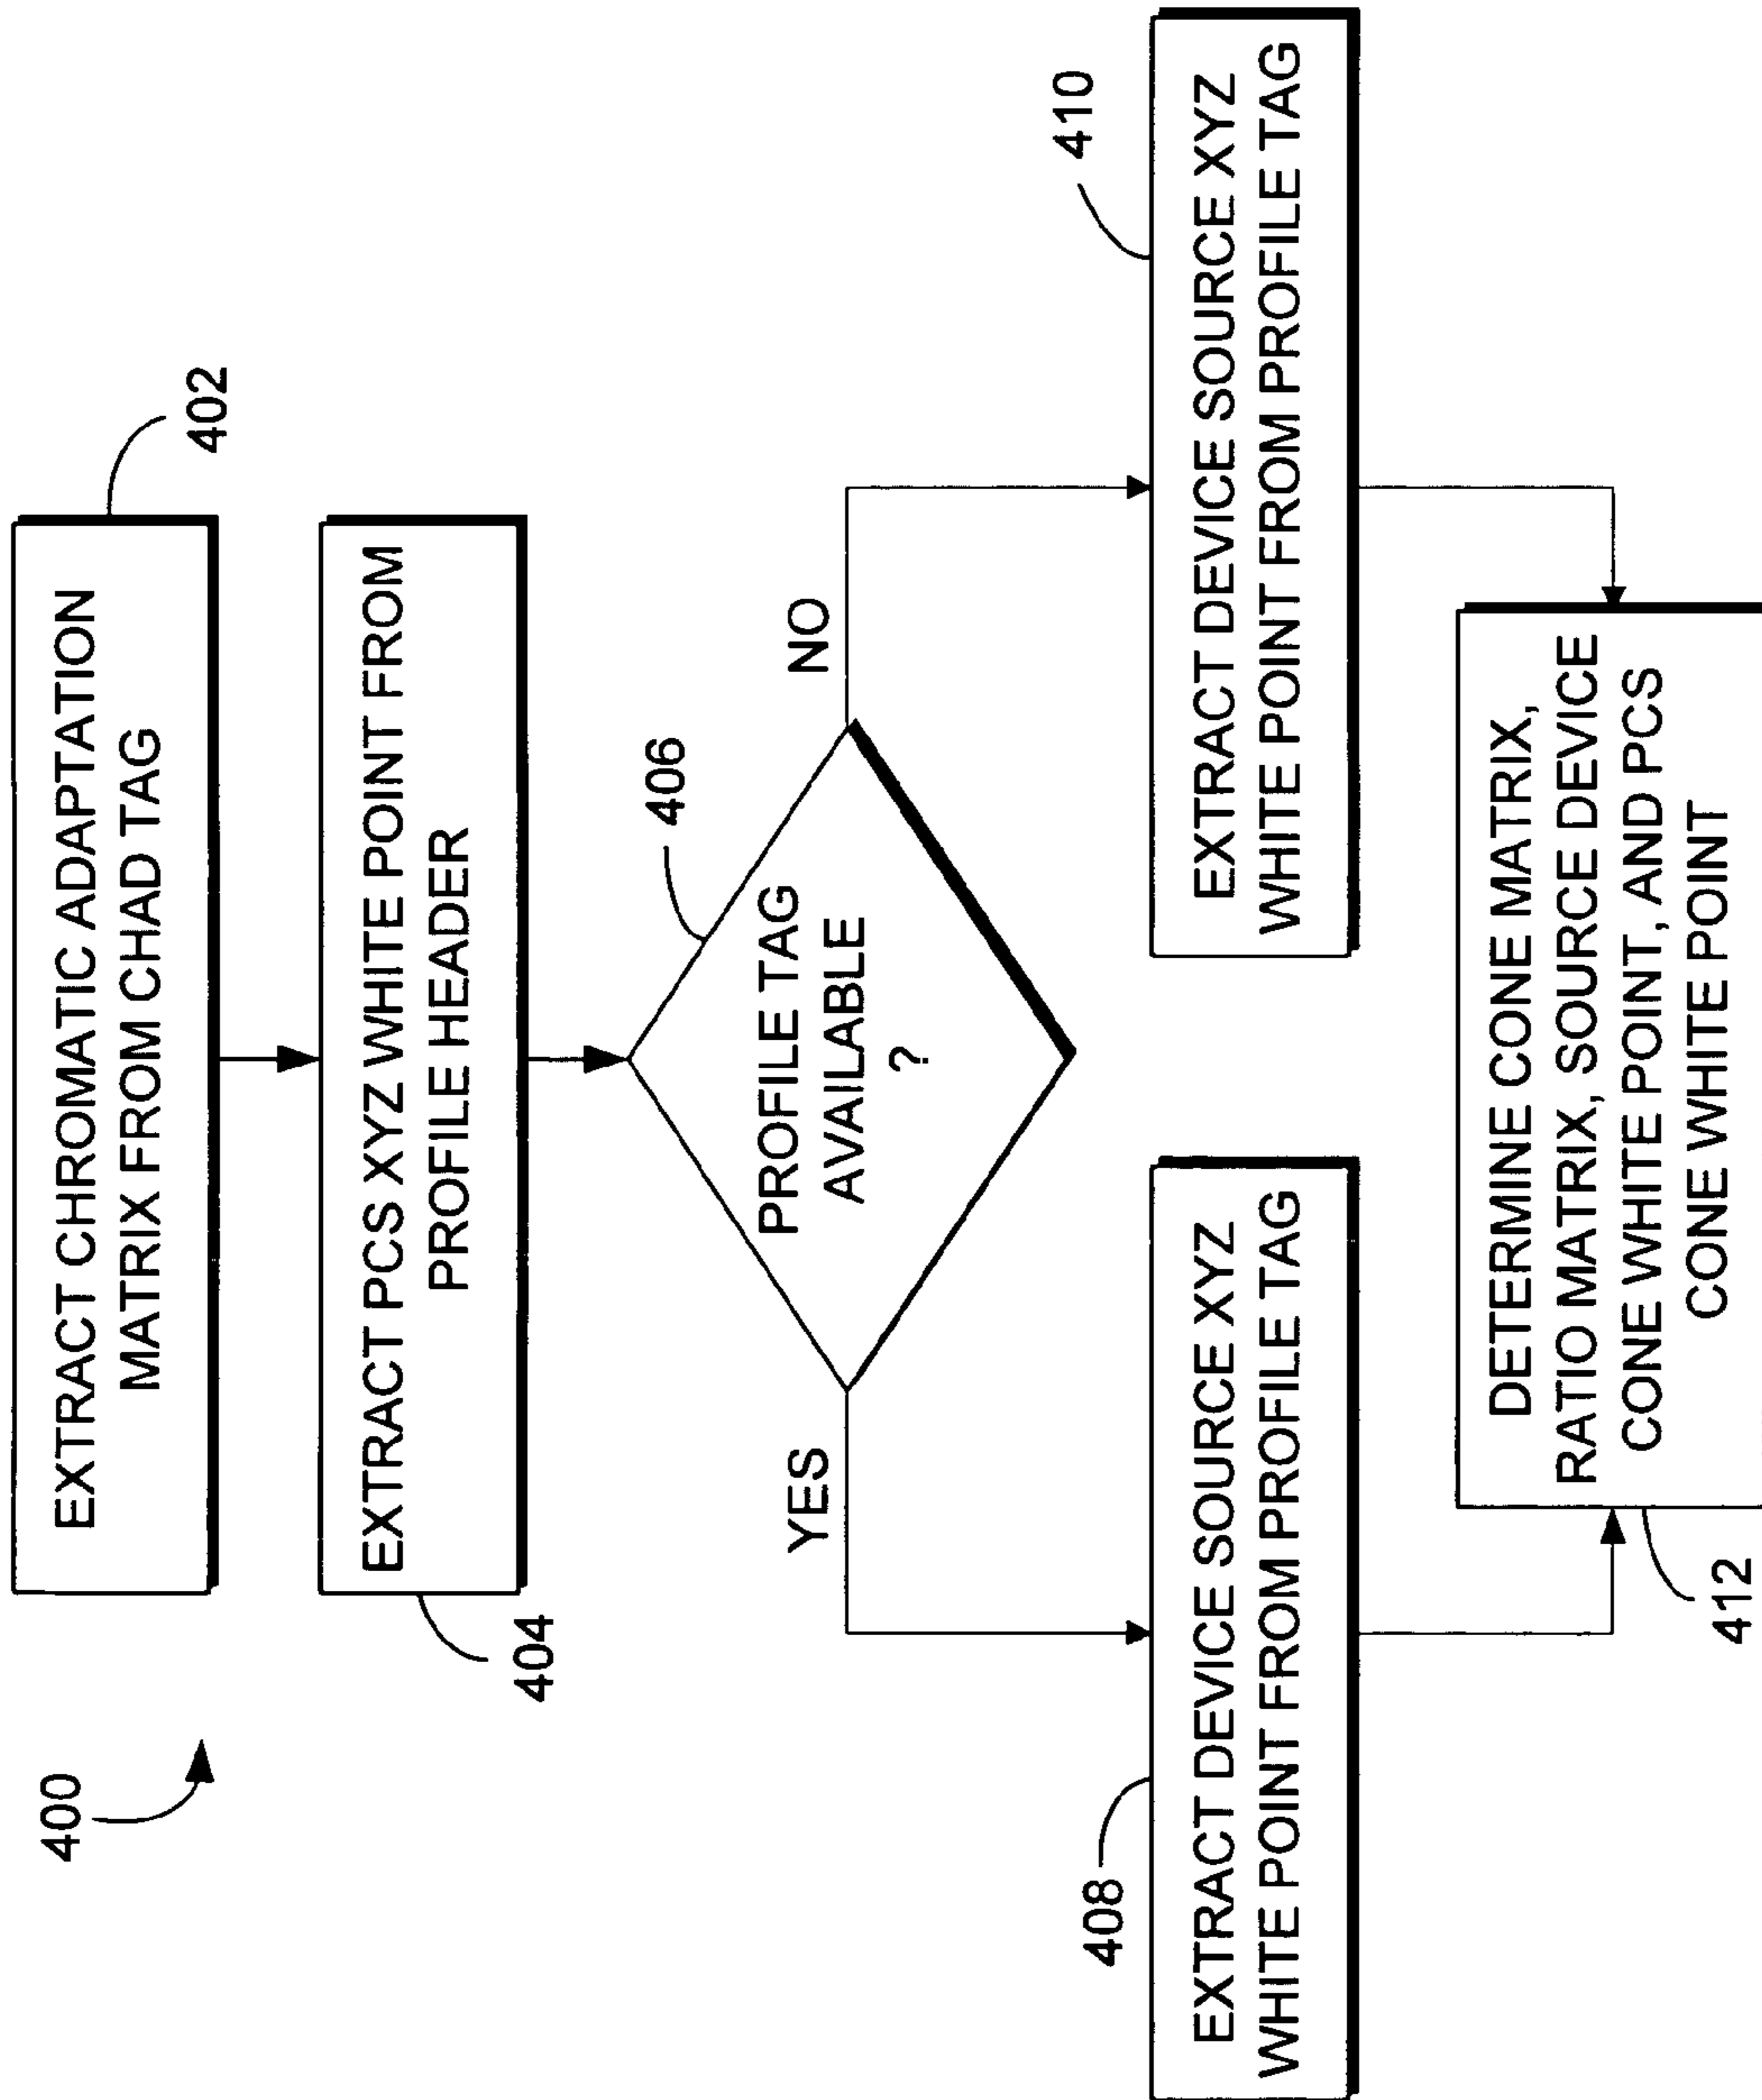 400
EXTRACT CHROMATIC ADAPTATION
MATRIX FROM CHAD TAG
402
EXTRACT PCS XYZ WHITE POINT FROM
PROFILE HEADER
404
406
PROFILE TAG
AVAILABLE
?
YES
NO
408
EXTRACT DEVICE SOURCE XYZ
WHITE POINT FROM PROFILE TAG
410
EXTRACT DEVICE SOURCE XYZ
WHITE POINT FROM PROFILE TAG
DETERMINE CONE MATRIX,
RATIO MATRIX, SOURCE DEVICE
CONE WHITE POINT, AND PCS
CONE WHITE POINT
412